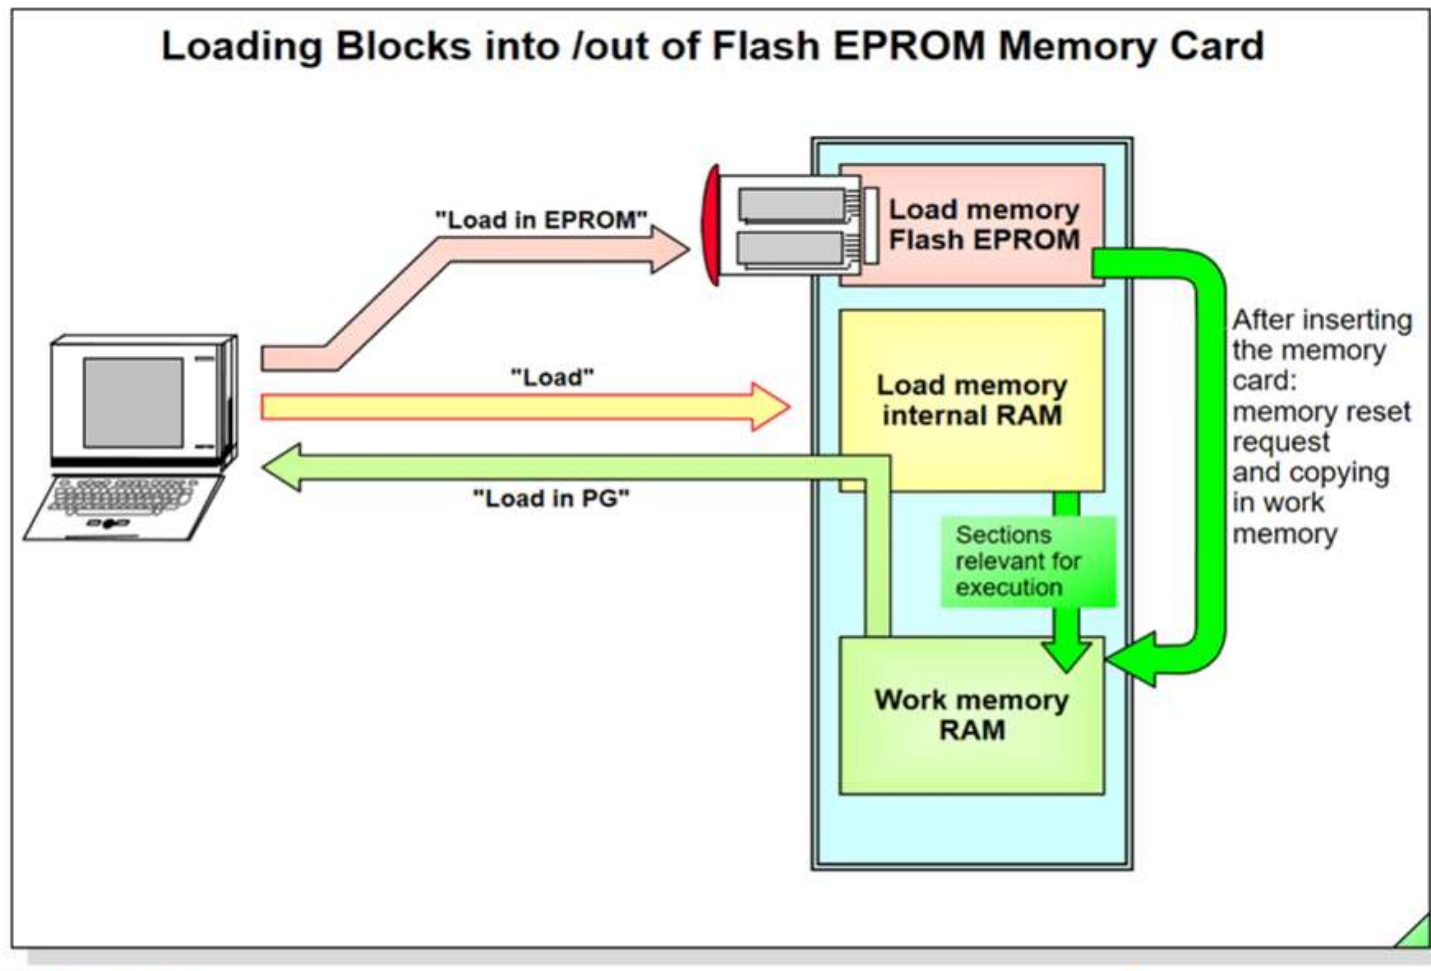 Loading Blocks into /out of Flash EPROM Memory Card
"Load in EPROM"
Load memory
Flash EPROM
"Load"
Load memory
internal RAM
"Load in PG"
Sections
relevant for
execution
After inserting
the memory
card:
memory reset
request
and copying
in work
memory
Work memory
RAM